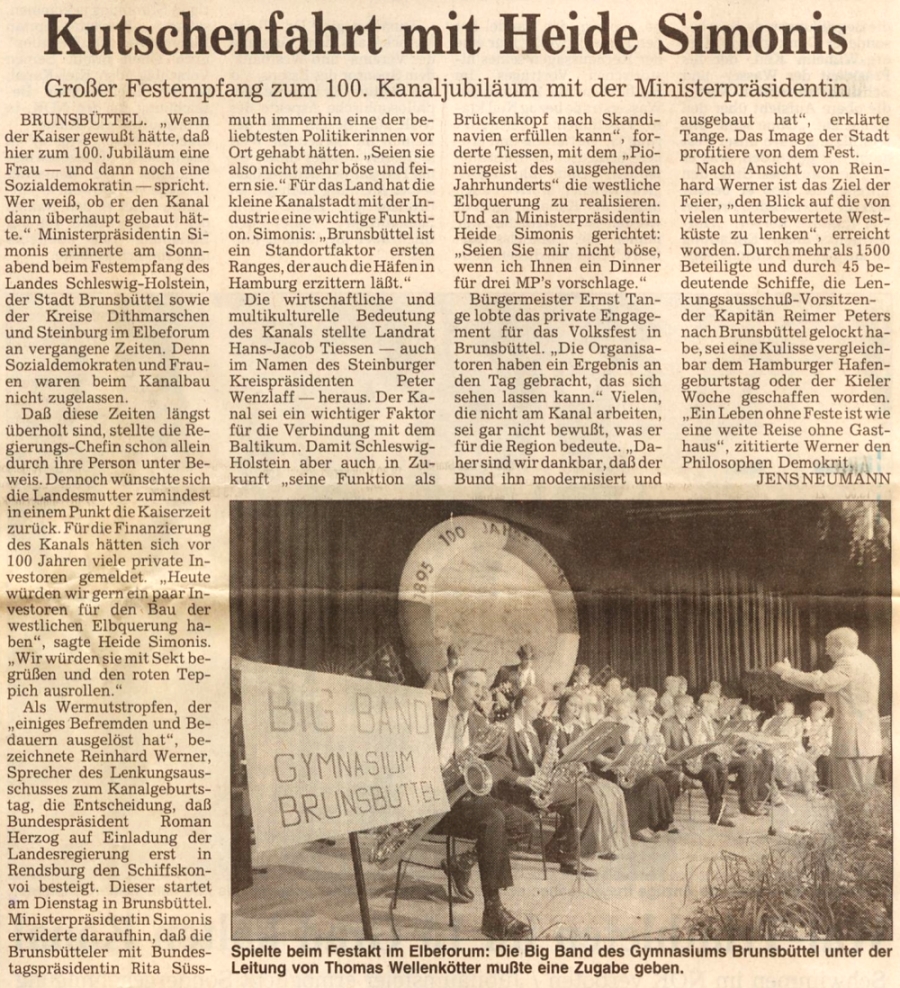 Kutschenfahrt mit Heide Simonis
Großer Festempfang zum 100. Kanaljubiläum mit der Ministerpräsidentin
BRUNSBÜTTEL. „Wenn
der Kaiser gewußt hätte, daß
hier zum 100. Jubiläum eine
Frau — und dann noch eine
Sozialdemokratin — spricht.
Wer weiß, ob er den Kanal
dann überhaupt gebaut hät-
te.“ Ministerpräsidentin Si-
monis erinnerte am Sonn-
abend beim Festempfang des
Landes Schleswig-Holstein,
der Stadt Brunsbüttel sowie
der Kreise Dithmarschen
und Steinburg im Elbeforum
an vergangene Zeiten. Denn
Sozialdemokraten und Frau-
en waren beim Kanalbau
nicht zugelassen.
Daß diese Zeiten längst
überholt sind, stellte die Re-
gierungs-Chefin schon allein
durch ihre Person unter Be-
weis. Dennoch wünschte sich
die Landesmutter zumindest
in einem Punkt die Kaiserzeit
zurück. Für die Finanzierung
des Kanals hätten sich vor
100 Jahren viele private In-
vestoren gemeldet. „Heute
würden wir gern ein paar In-
vestoren für den Bau der
westlichen Elbquerung ha-
ben“, sagte Heide Simonis.
„Wir würden sie mit Sekt be-
grüßen und den roten Tep-
pich ausrollen.“
Als Wermutstropfen, der
„einiges Befremden und Be-
dauern ausgelöst hat“, be-
zeichnete Reinhard Werner,
Sprecher des Lenkungsaus-
schusses zum Kanalgeburts-
tag, die Entscheidung, daß
Bundespräsident Roman
Herzog auf Einladung der
Landesregierung erst in
Rendsburg den Schiffskon-
voi besteigt. Dieser startet
am Dienstag in Brunsbüttel.
Ministerpräsidentin Simonis
erwiderte daraufhin, daß die
Brunsbütteler mit Bundes-
tagspräsidentin Rita Süss-
muth immerhin eine der be-
liebtesten Politikerinnen vor
Ort gehabt hätten. „Seien sie
also nicht mehr böse und fei-
ern sie.“ Für das Land hat die
kleine Kanalstadt mit der In-
dustrie eine wichtige Funkti-
on. Simonis: „Brunsbüttel ist
ein Standortfaktor ersten
Ranges, der auch die Häfen in
Hamburg erzittern läßt.“
Die wirtschaftliche und
multikulturelle Bedeutung
des Kanals stellte Landrat
Hans-Jacob Tiessen — auch
im Namen des Steinburger
Kreispräsidenten Peter
Wenzlaff — heraus. Der Ka-
nal sei ein wichtiger Faktor
für die Verbindung mit dem
Baltikum. Damit Schleswig-
Holstein aber auch in Zu-
kunft „seine Funktion als
Brückenkopf nach Skandi-
navien erfüllen kann“, for-
derte Tiessen, mit dem „Pio-
niergeist des ausgehenden
Jahrhunderts“ die westliche
Elbquerung zu realisieren.
Und an Ministerpräsidentin
Heide Simonis gerichtet:
„Seien Sie mir nicht böse,
wenn ich Ihnen ein Dinner
für drei MP's vorschlage.“
Bürgermeister Ernst Tan-
ge lobte das private Engage-
ment für das Volksfest in
Brunsbüttel. „Die Organisa-
toren haben ein Ergebnis an
den Tag gebracht, das sich
sehen lassen kann.“ Vielen,
die nicht am Kanal arbeiten,
sei gar nicht bewußt, was er
für die Region bedeute. „Da-
her sind wir dankbar, daß der
Bund ihn modernisiert und
ausgebaut hat“, erklärte
Tange. Das Image der Stadt
profitiere von dem Fest.
Nach Ansicht von Rein-
hard Werner ist das Ziel der
Feier, „den Blick auf die von
vielen unterbewertete West-
küste zu lenken“, erreicht
worden. Durch mehr als 1500
Beteiligte und durch 45 be-
deutende Schiffe, die Len-
kungsausschuß-Vorsitzen-
der Kapitän Reimer Peters
nach Brunsbüttel gelockt ha-
be, sei eine Kulisse vergleich-
bar dem Hamburger Hafen-
geburtstag oder der Kieler
Woche geschaffen worden.
„Ein Leben ohne Feste ist wie
eine weite Reise ohne Gast-
haus“, zititierte Werner den
Philosophen Demokrit.
JENS NEUMANN
1895 100 JAHRE
BIG BAND
GYMNASIUM
BRUNSBÜTTEL
Spielte beim Festakt im Elbeforum: Die Big Band des Gymnasiums Brunsbüttel unter der
Leitung von Thomas Wellenkötter mußte eine Zugabe geben.